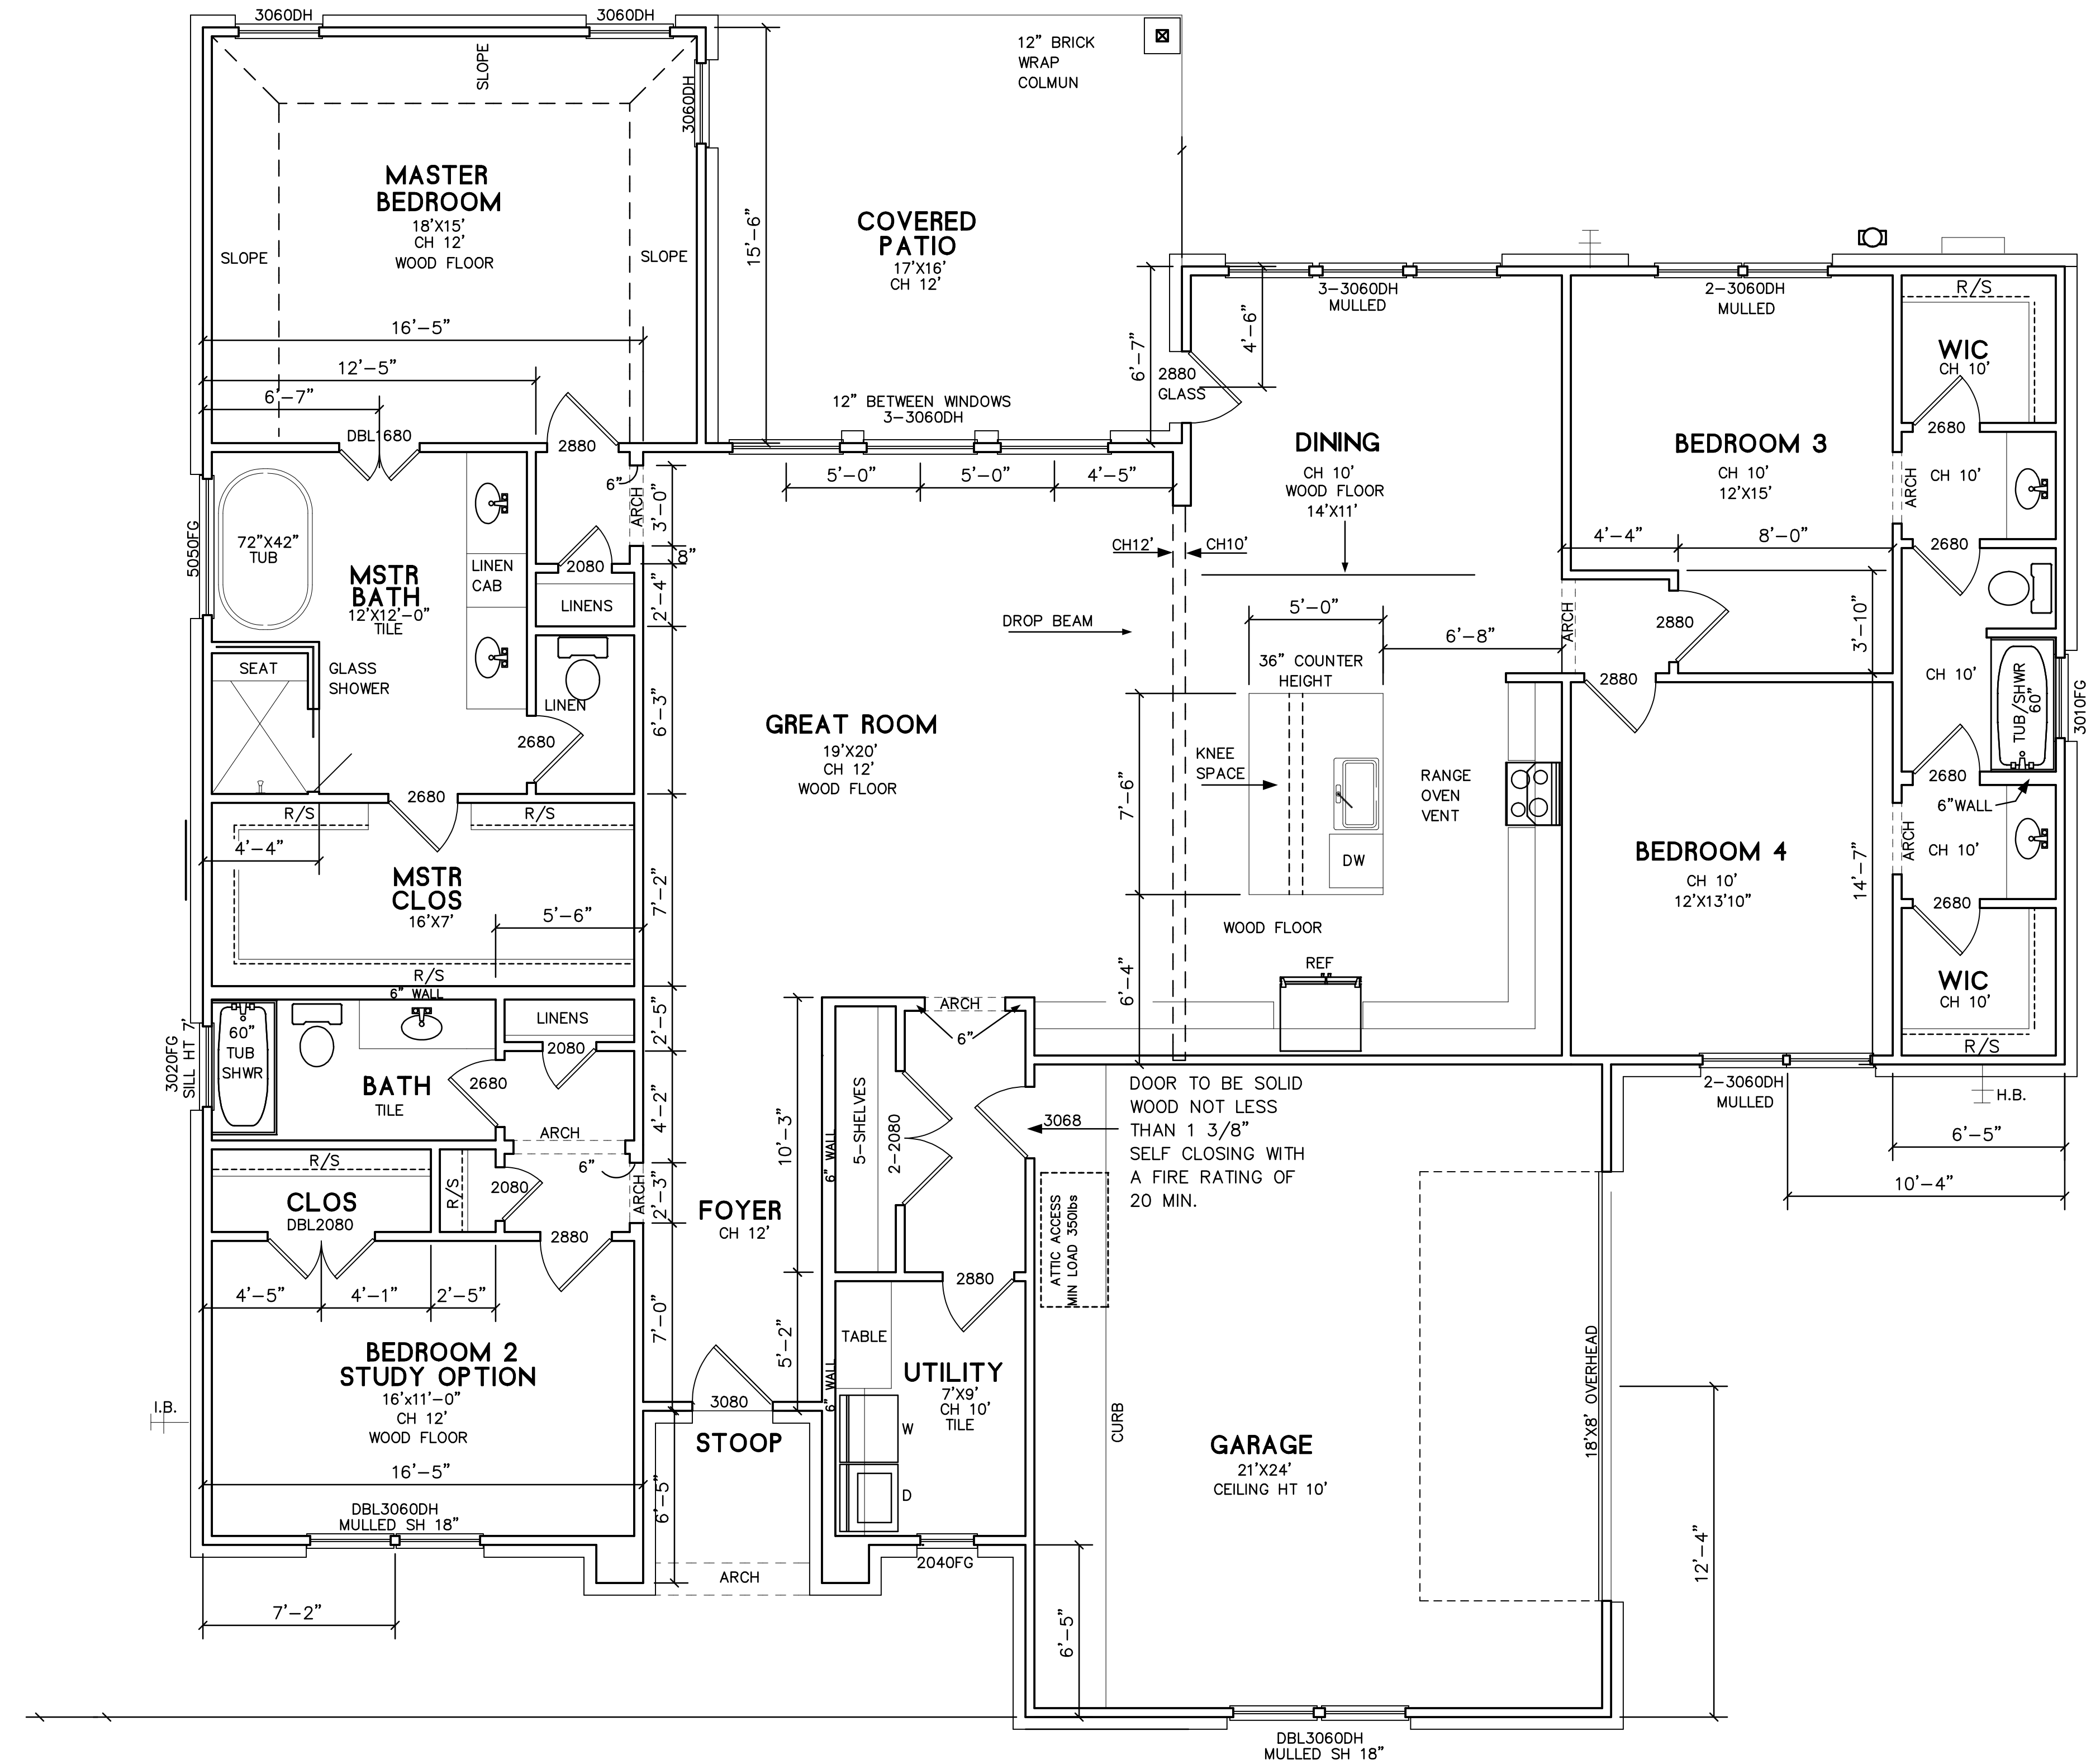 3060DH
3060DH
SLOPE
3060DH
12” BRICK
WRAP
COLMUN
MASTER
BEDROOM
18’X15’
CH 12’
WOOD FLOOR
SLOPE
SLOPE
15’-6”
COVERED
PATIO
17’X16’
CH 12’
16’-5”
12’-5”
6’-7”
DBL1680
2880
12” BETWEEN WINDOWS
3-3060DH
6’-7”
2880
GLASS
4’-6”
3-3060DH
MULLED
2-3060DH
MULLED
R/S
WIC
CH 10’
2680
DINING
CH 10’
WOOD FLOOR
14’X11’
BEDROOM 3
CH 10’
12’X15’
ARCH
CH 10’
2680
5’-0”
5’-0”
4’-5”
6”
ARCH
3’-0”
8”
5050FG
72”X42”
TUB
MSTR
BATH
12’X12’-0”
TILE
LINEN
CAB
2080
LINENS
2’-4”
CH12’
CH10’
4’-4”
8’-0”
DROP BEAM
5’-0”
6’-8”
ARCH
2880
3’-10”
SEAT
GLASS
SHOWER
LINEN
2680
6’-3”
36” COUNTER
HEIGHT
2880
CH 10’
TUB/SHWR
60”
3010FG
GREAT ROOM
19’X20’
CH 12’
WOOD FLOOR
KNEE
SPACE
7’-6”
RANGE
OVEN
VENT
DW
2680
6”WALL
2680
R/S
R/S
4’-4”
MSTR
CLOS
16’X7’
5’-6”
7’-2”
R/S
6” WALL
BEDROOM 4
CH 10’
12’X13’10”
14’-7”
ARCH
CH 10’
2680
WOOD FLOOR
REF
6’-4”
WIC
CH 10’
R/S
3020FG
SILL HT 7’
60”
TUB
SHWR
LINENS
2080
2’-5”
BATH
TILE
2680
4’-2”
ARCH
6”
ARCH
2’-3”
R/S
CLOS
DBL2080
R/S
2080
2880
ARCH
6”
10’-3”
6” WALL
5-SHELVES
2-2080
3068
DOOR TO BE SOLID
WOOD NOT LESS
THAN 1 3/8”
SELF CLOSING WITH
A FIRE RATING OF
20 MIN.
2-3060DH
MULLED
H.B.
6’-5”
10’-4”
FOYER
CH 12’
ATTIC ACCESS
MIN LOAD 350lbs
2880
4’-5”
4’-1”
2’-5”
7’-0”
5’-2”
BEDROOM 2
STUDY OPTION
16’x11’-0”
CH 12’
WOOD FLOOR
I.B.
16’-5”
DBL3060DH
MULLED SH 18”
7’-2”
3080
STOOP
6’-5”
ARCH
6” WALL
TABLE
UTILITY
7’X9’
CH 10’
TILE
W
D
2040FG
CURB
GARAGE
21’X24’
CEILING HT 10’
18’X8’ OVERHEAD
12’-4”
6’-5”
DBL3060DH
MULLED SH 18”